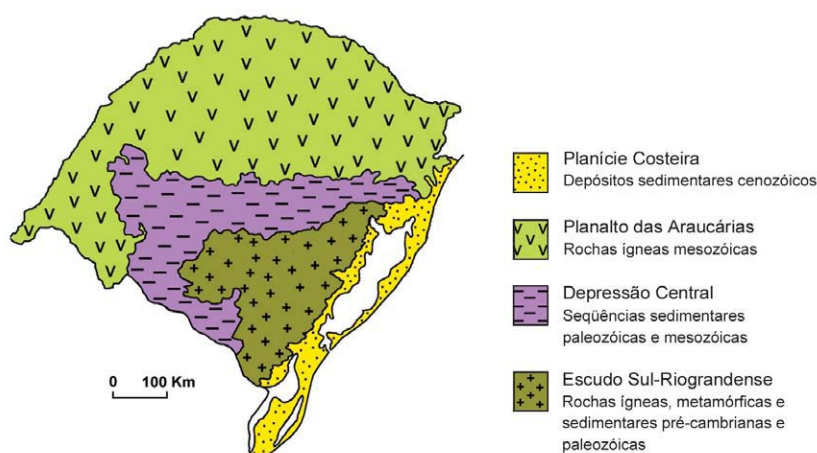 Planície Costeira
Depósitos sedimentares cenozóicos
Planalto das Araucárias
Rochas ígneas mesozóicas
Depressão Central
Seqüências sedimentares
paleozóicas e mesozóicas
Escudo Sul-Riograndense
Rochas ígneas, metamórficas e
sedimentares pré-cambrianas e
paleozóicas
0 100 Km